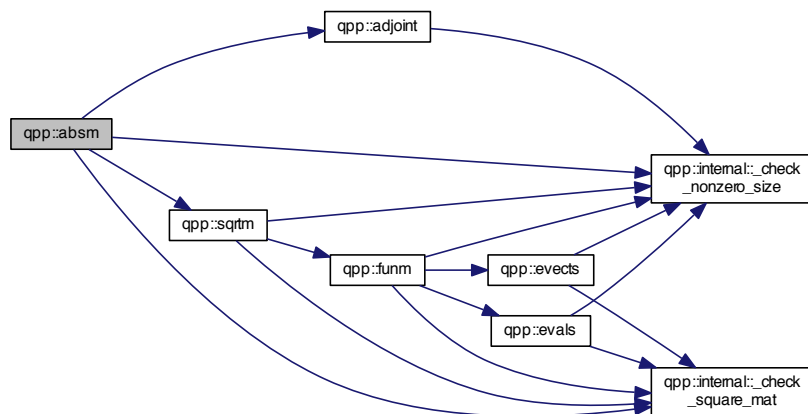 qpp::adjoint
qpp::absm
qpp::internal::_check
_nonzero_size
qpp::sqrtm
qpp::funm
qpp::evects
qpp::evals
qpp::internal::_check
_square_mat